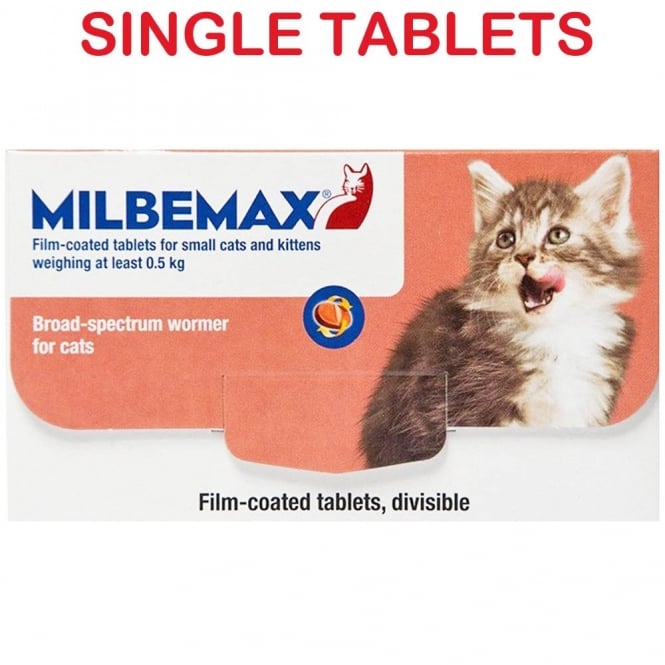 SINGLE TABLETS
MILBEMAX®
Film-coated tablets for small cats and kittens
weighing at least 0.5 kg
Broad-spectrum wormer
for cats
Film-coated tablets, divisible